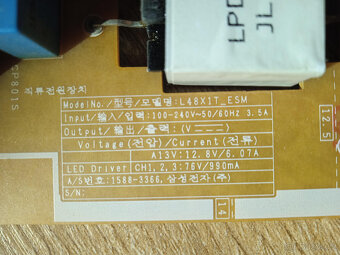 LPD
JL
SP801S
직류전원장치
ModelNo./型号/모델명: L48X1T_ESM
Input/输入/입력: 100-240V~50/60HZ 3.5A
Output/输出/출력: (V⎓)
Voltage(전압)/Current(전류)
A13V: 12.8V/6.07A
LED Driver CH1,2,3:76V/990mA
A/S번호: 1588-3366, 삼성전자(주)
S/N:
12.5
14